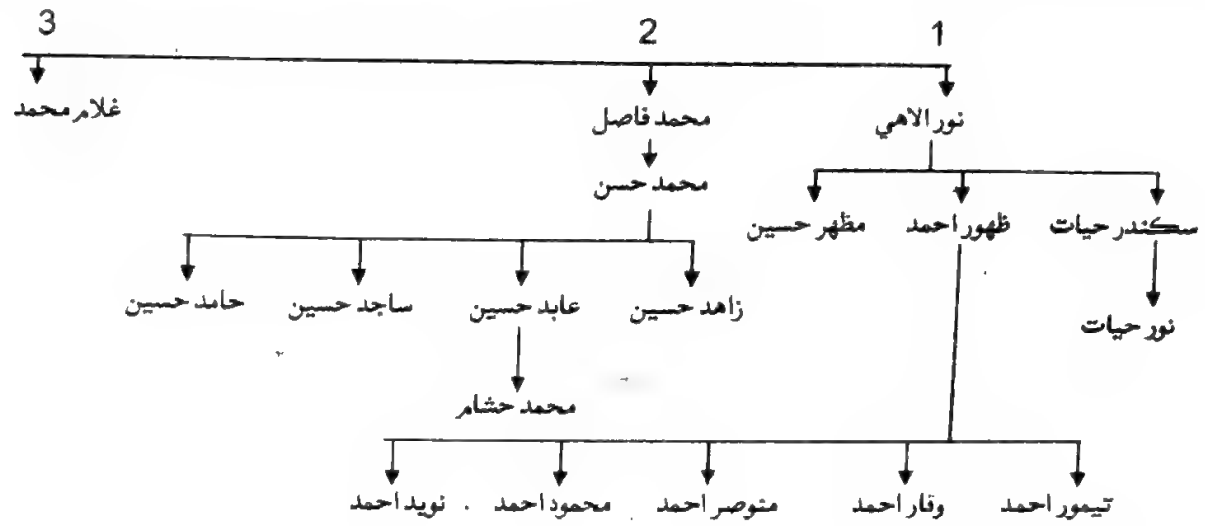 1 2 3
نور الاهي محمد فاصل غلام محمد
محمد حسن
سكندر حيات ظهور احمد مظهر حسين
زاهد حسين عابد حسين ساجد حسين حامد حسين
نور حيات
محمد حشام
تيمور احمد وقار احمد منوصر احمد محمود احمد نويد احمد